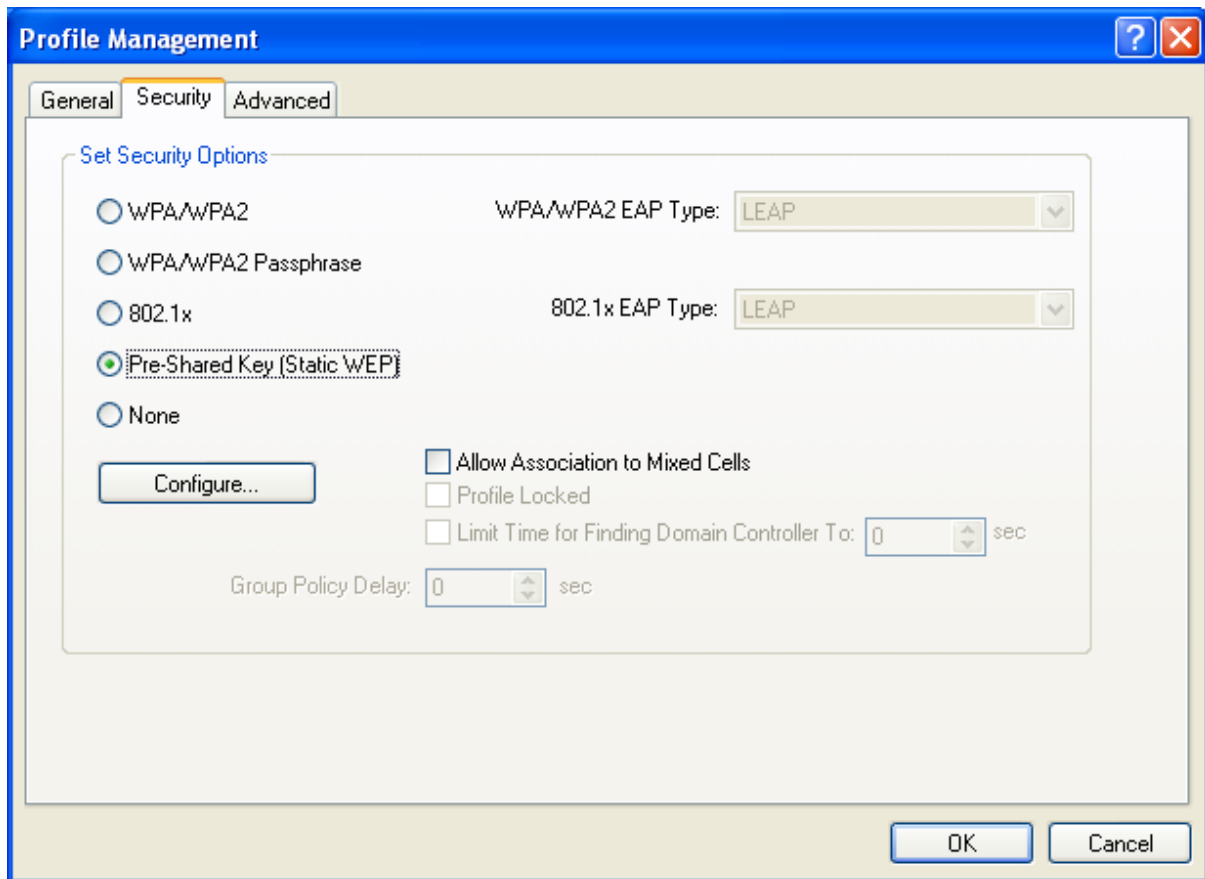 Profile Management
General Security Advanced
Set Security Options
WPA/WPA2 WPA/WPA2 EAP Type: LEAP
WPA/WPA2 Passphrase
802.1x 802.1x EAP Type: LEAP
Pre-Shared Key (Static WEP)
None
Configure... Allow Association to Mixed Cells
Profile Locked
Limit Time for Finding Domain Controller To: 0 sec
Group Policy Delay: 0 sec
OK Cancel